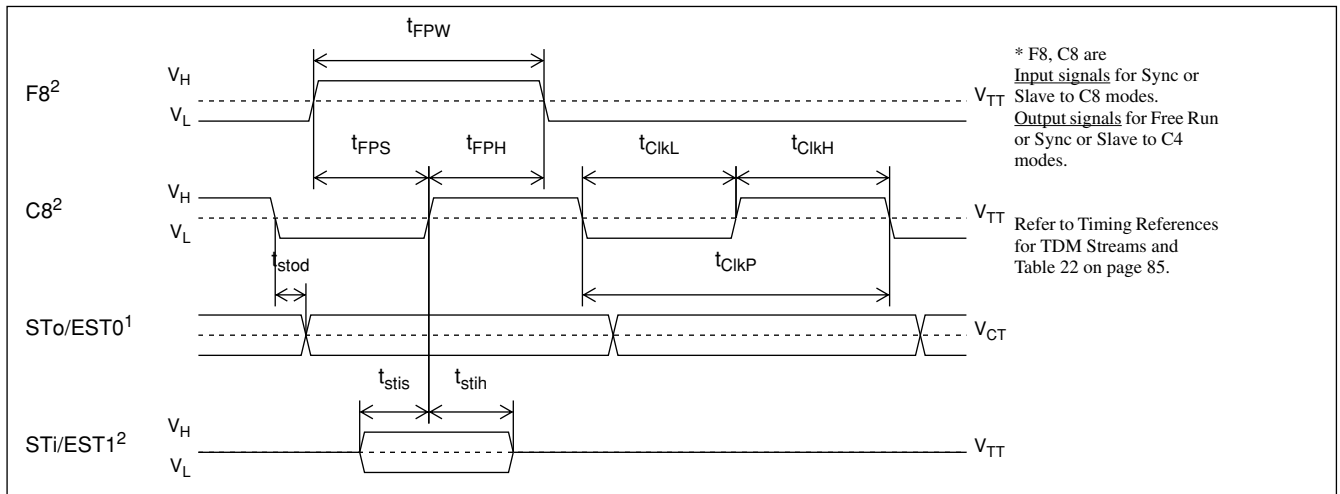 tFPW
* F8, C8 are
Input signals for Sync or
Slave to C8 modes.
Output signals for Free Run
or Sync or Slave to C4
modes.
F8²
VH
VL
VTT
tFPS
tFPH
tClkL
tClkH
C8²
VH
VL
VTT
Refer to Timing References
for TDM Streams and
Table 22 on page 85.
tstod
tClkP
STo/EST0¹
VCT
tstis
tstih
STi/EST1²
VH
VL
VTT